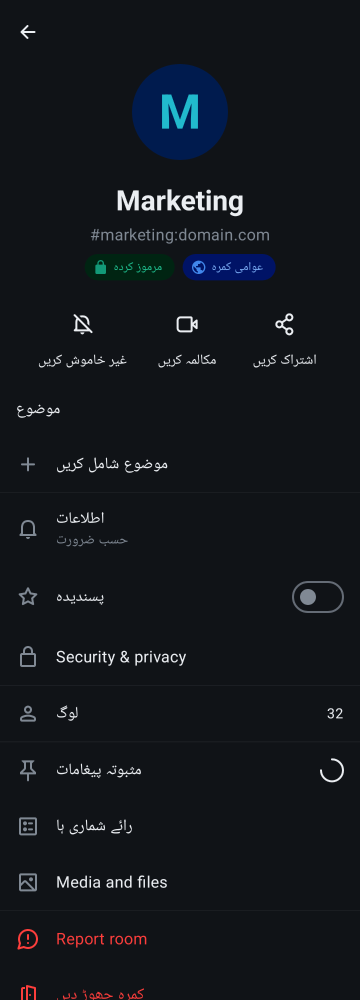 M
Marketing
#marketing:domain.com
مرموز کردہ
عوامی کمرہ
غیر خاموش کریں
مکالمہ کریں
اشتراک کریں
موضوع
موضوع شامل کریں
اطلاعات
حسب ضرورت
پسندیدہ
Security & privacy
لوگ
32
مثبوتہ پیغامات
رائے شماری ہا
Media and files
Report room
کمرہ چھوڑ دیں